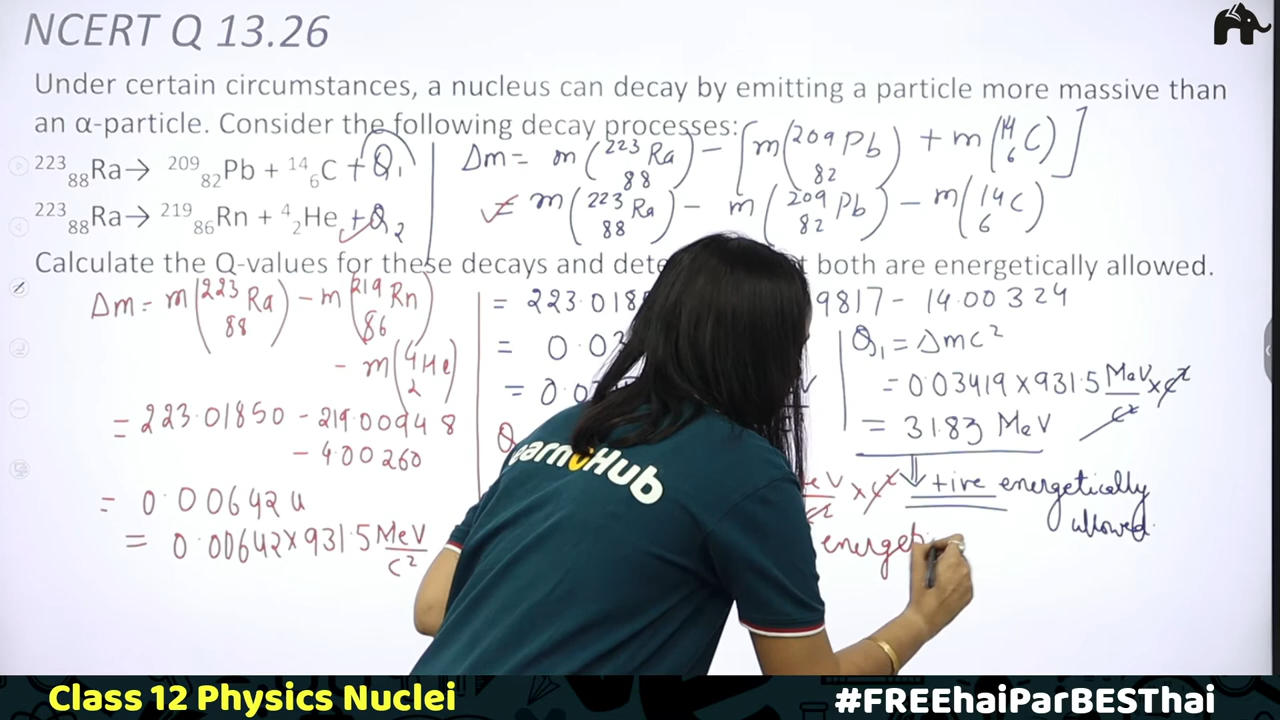 NCERT Q 13.26
Under certain circumstances, a nucleus can decay by emitting a particle more massive than
an α-particle. Consider the following decay processes:
²²³₈₈Ra→ ²⁰⁹₈₂Pb + ¹⁴₆C + Q₁
²²³₈₈Ra→ ²¹⁹₈₆Rn + ⁴₂He + Q₂
Δm = m(²²³₈₈Ra) − [m(²⁰⁹₈₂Pb) + m(¹⁴₆C)]
= m(²²³₈₈Ra) − m(²⁰⁹₈₂Pb) − m(¹⁴₆C)
Calculate the Q-values for these decays and both are energetically allowed.
Δm = m(²²³₈₈Ra) − m(²¹⁹₈₆Rn)
− m(⁴₂He)
= 223.01850 − 219.00948
− 4.00260
= 0.00642 u
= 0.00642 × 931.5 MeV/c²
= 223.018 9817 − 14.00324
= 0.03
= 0.0
Q₁ = Δmc²
= 0.03419 × 931.5 MeV/c² × c²
= 31.83 MeV
+ive energetically
allowed.
× c²
energeti
earnoHub
Class 12 Physics Nuclei
#FREEhaiParBESThai